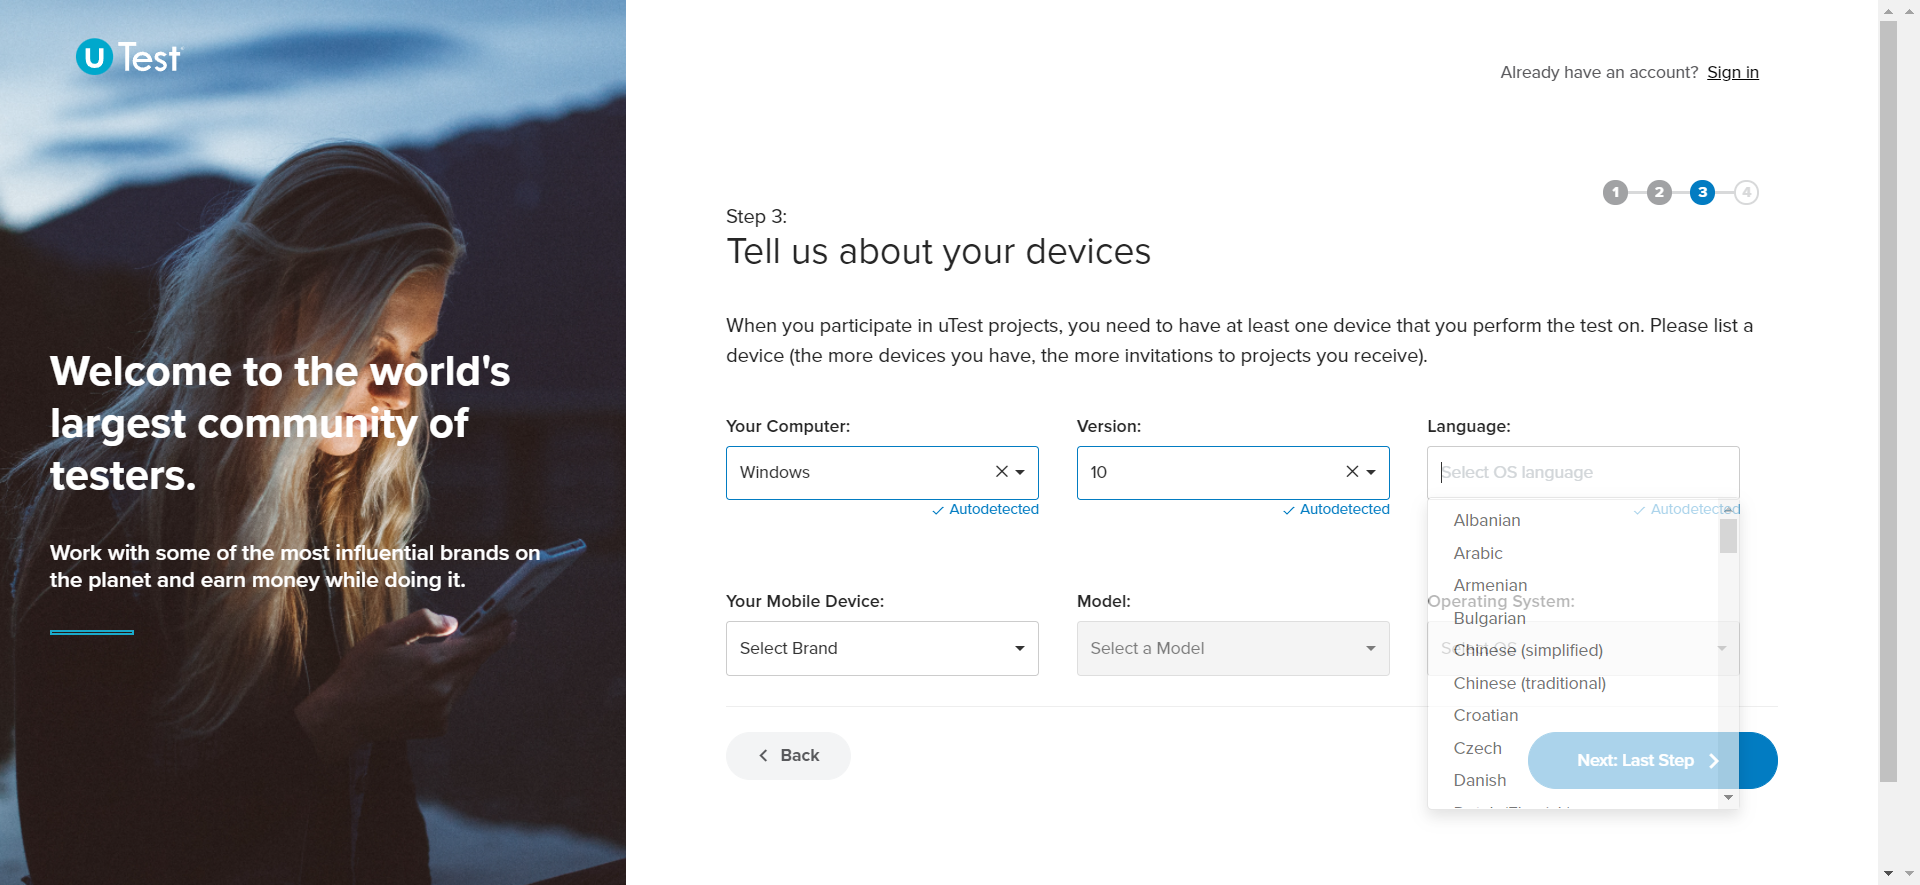 U Test
Already have an account? Sign in
1 2 3 4
Step 3:
Tell us about your devices
When you participate in uTest projects, you need to have at least one device that you perform the test on. Please list a
device (the more devices you have, the more invitations to projects you receive).
Welcome to the world's
largest community of
testers.
Work with some of the most influential brands on
the planet and earn money while doing it.
Your Computer: Version: Language:
Windows 10 Select OS language
Autodetected Autodetected Autodetected
Albanian
Arabic
Armenian
Your Mobile Device: Model: Operating System:
Bulgarian
Select Brand Select a Model Select OS
Chinese (simplified)
Chinese (traditional)
Croatian
Czech
Danish
Back Next: Last Step